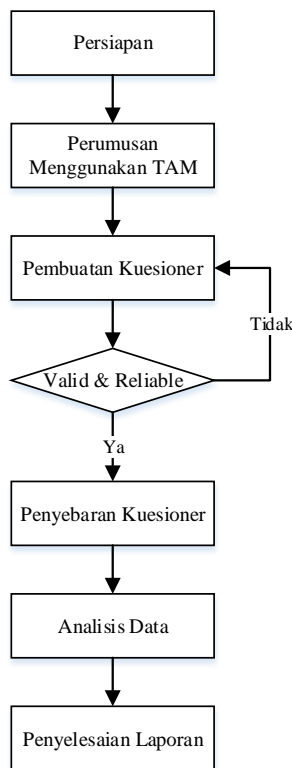 Persiapan
Perumusan
Menggunakan TAM
Pembuatan Kuesioner
Tidak
Valid & Reliable
Ya
Penyebaran Kuesioner
Analisis Data
Penyelesaian Laporan